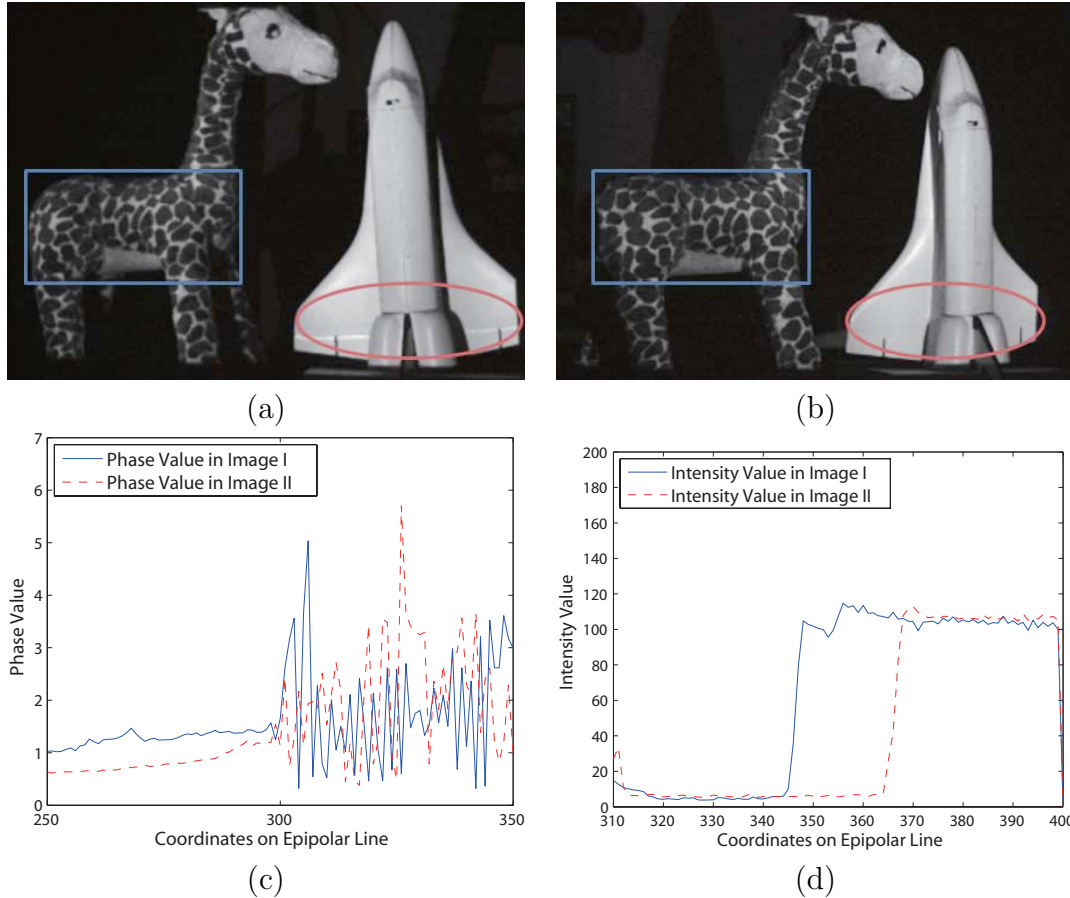 (a)
(b)
Phase Value in Image I
Phase Value in Image II
7
6
5
4
3
2
1
0
Phase Value
250
300
350
Coordinates on Epipolar Line
(c)
Intensity Value in Image I
Intensity Value in Image II
200
180
160
140
120
100
80
60
40
20
0
Intensity Value
310
320
330
340
350
360
370
380
390
400
Coordinates on Epipolar Line
(d)